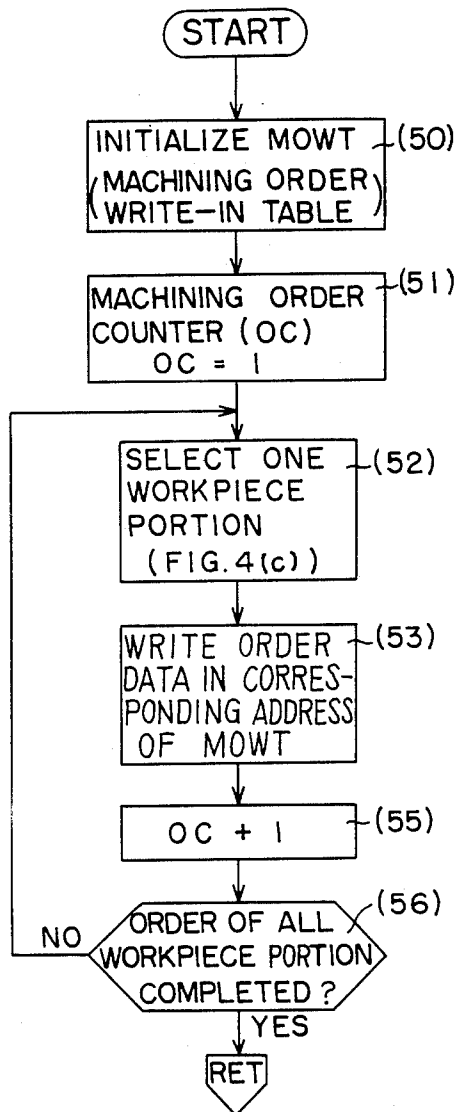 START
INITIALIZE MOWT (50)
(MACHINING ORDER
WRITE-IN TABLE)
MACHINING ORDER (51)
COUNTER (OC)
OC = 1
SELECT ONE (52)
WORKPIECE
PORTION
(FIG. 4(c))
WRITE ORDER (53)
DATA IN CORRES-
PONDING ADDRESS
OF MOWT
OC + 1 (55)
ORDER OF ALL (56)
NO WORKPIECE PORTION
COMPLETED ?
YES
RET